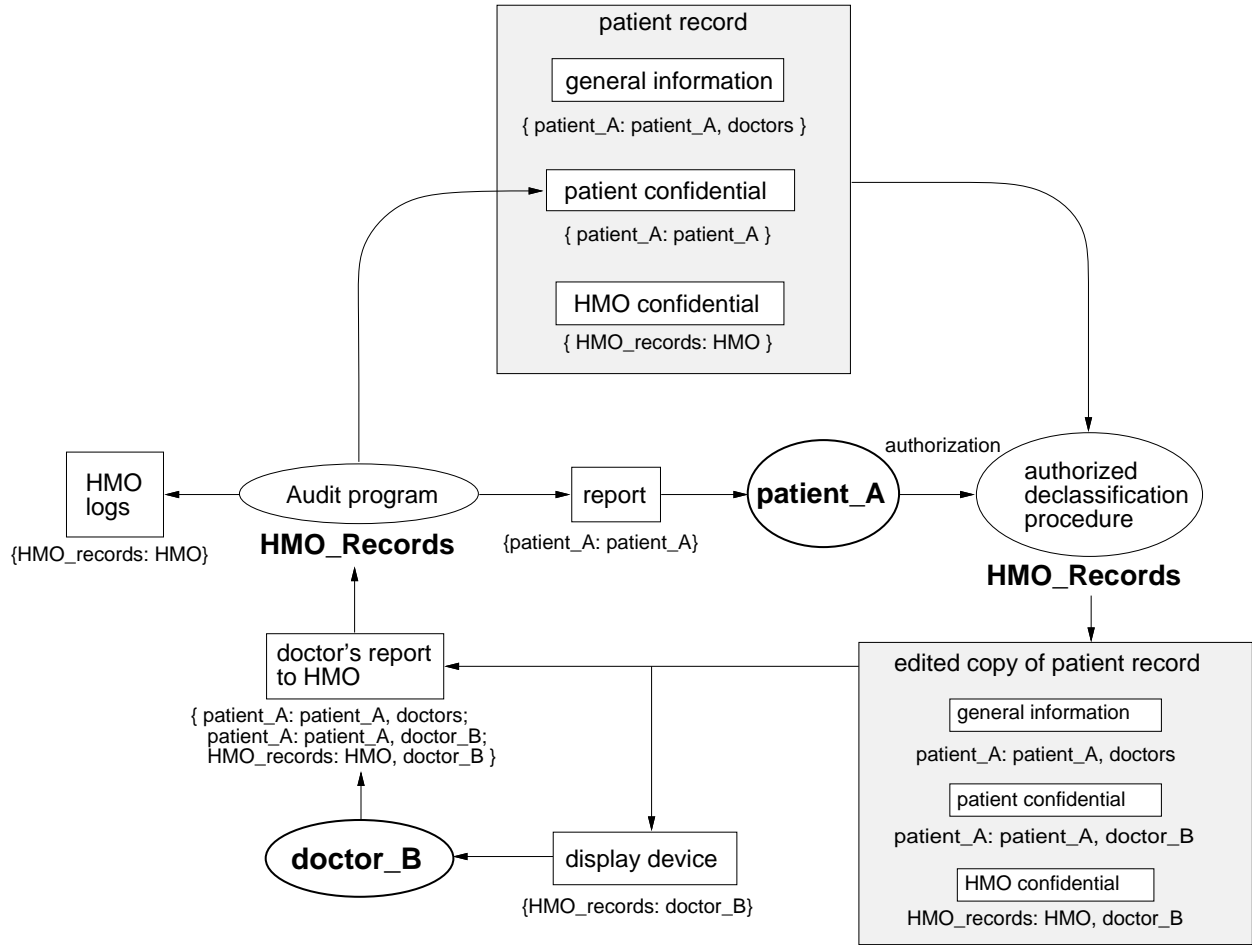 patient record
general information
{ patient_A: patient_A, doctors }
patient confidential
{ patient_A: patient_A }
HMO confidential
{ HMO_records: HMO }
HMO
logs
{HMO_records: HMO}
Audit program
HMO_Records
report
{patient_A: patient_A}
patient_A
authorization
authorized
declassification
procedure
HMO_Records
doctor's report
to HMO
{ patient_A: patient_A, doctors;
patient_A: patient_A, doctor_B;
HMO_records: HMO, doctor_B }
doctor_B
display device
{HMO_records: doctor_B}
edited copy of patient record
general information
patient_A: patient_A, doctors
patient confidential
patient_A: patient_A, doctor_B
HMO confidential
HMO_records: HMO, doctor_B